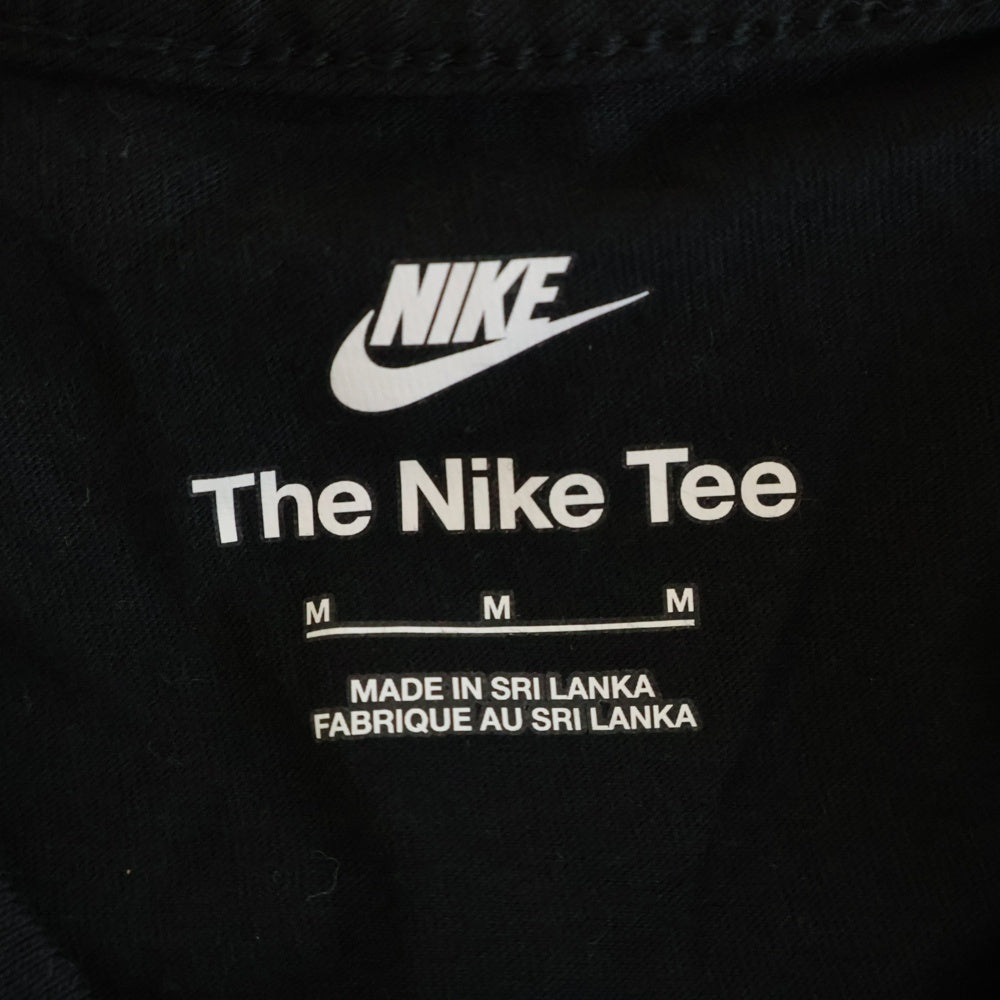 NIKE
The Nike Tee
M M M
MADE IN SRI LANKA
FABRIQUE AU SRI LANKA